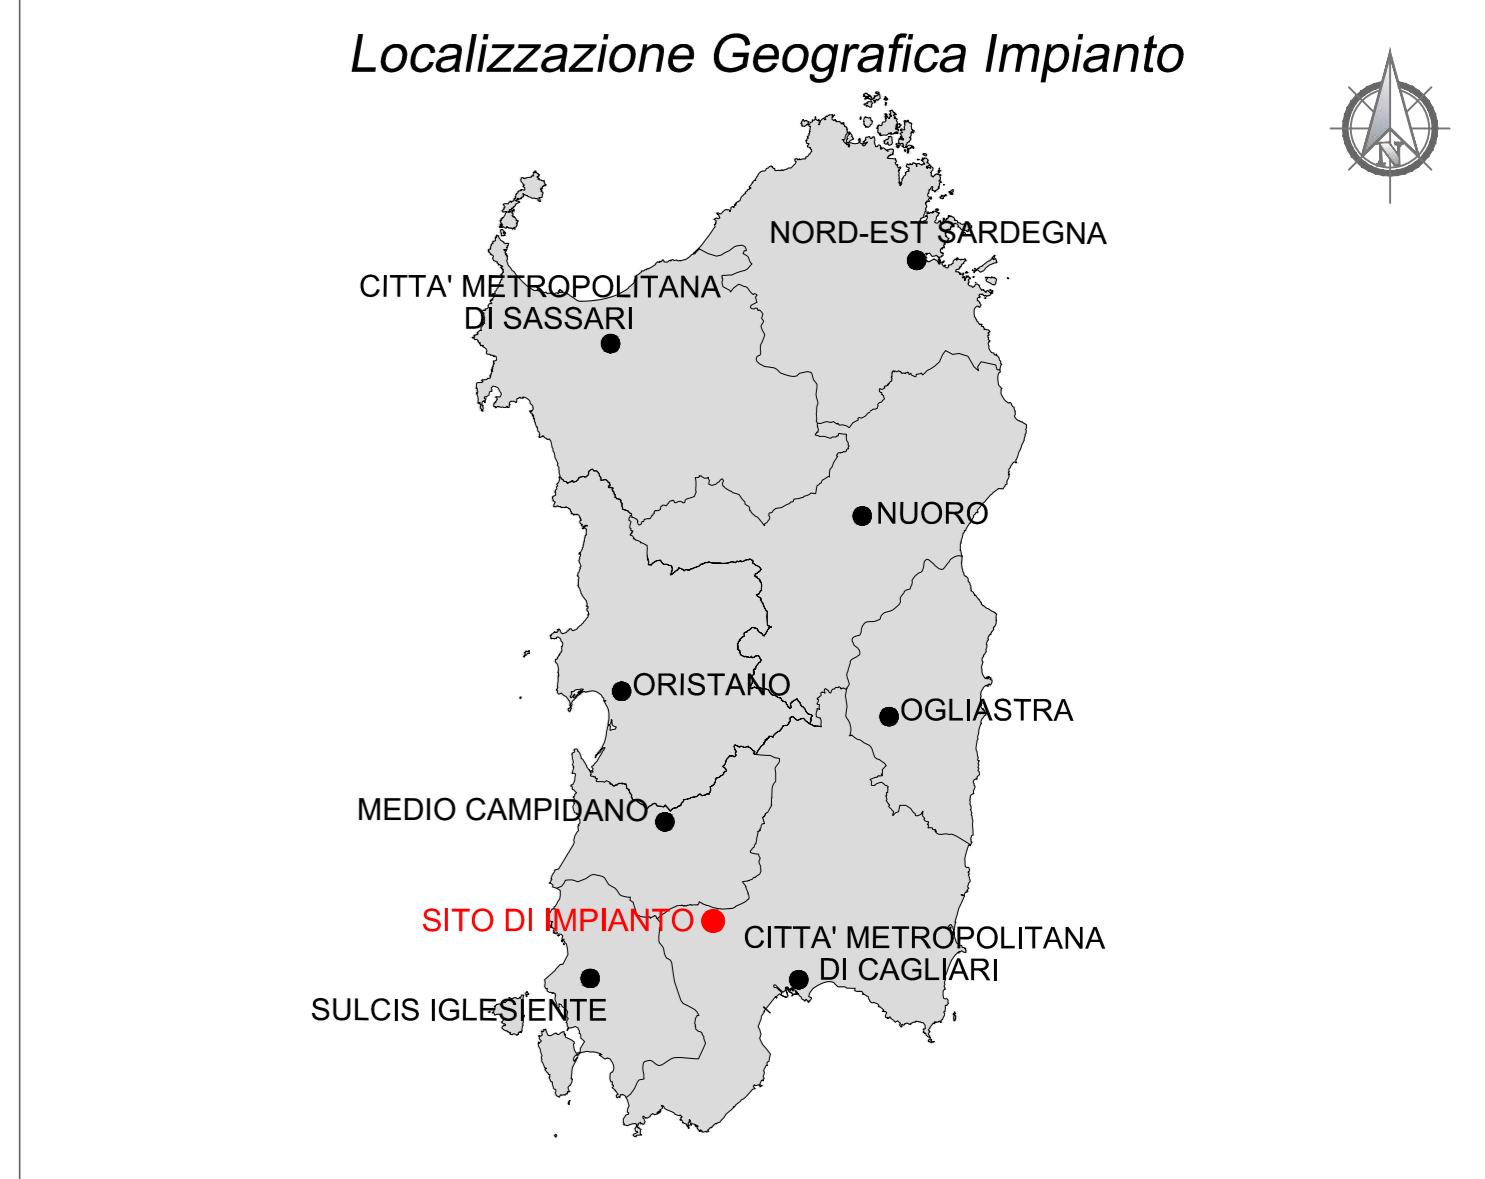 Localizzazione Geografica Impianto
N
NORD-EST SARDEGNA
CITTA' METROPOLITANA
DI SASSARI
NUORO
ORISTANO
OGLIASTRA
MEDIO CAMPIDANO
SITO DI IMPIANTO
CITTA' METROPOLITANA
DI CAGLIARI
SULCIS IGLESIENTE